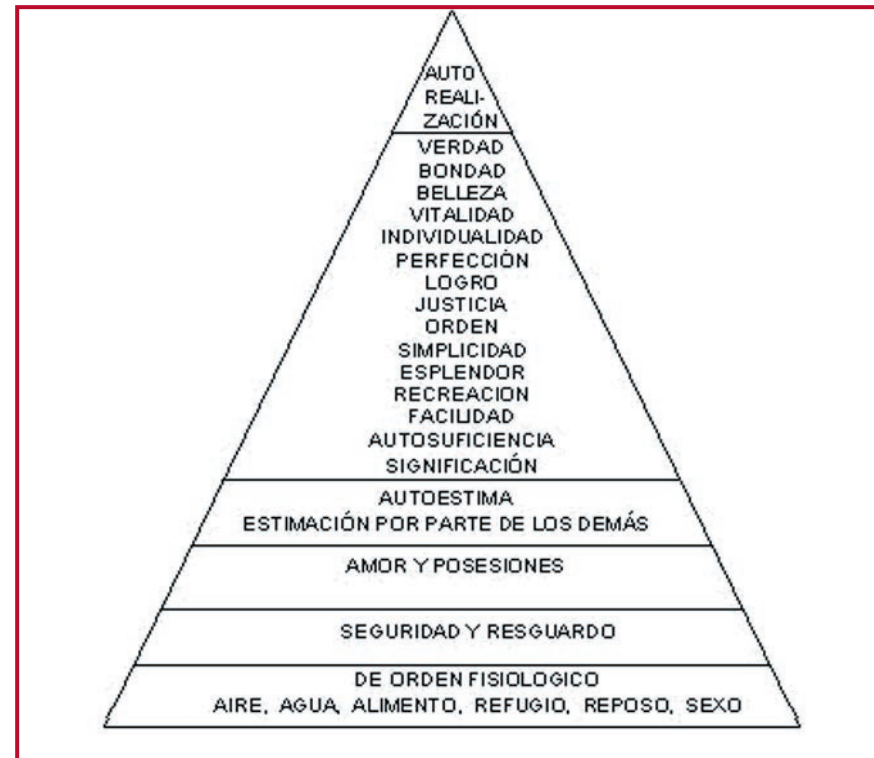 AUTO
REALI-
ZACIÓN
VERDAD
BONDAD
BELLEZA
VITALIDAD
INDIVIDUALIDAD
PERFECCIÓN
LOGRO
JUSTICIA
ORDEN
SIMPLICIDAD
ESPLENDOR
RECREACION
FACILIDAD
AUTOSUFICIENCIA
SIGNIFICACIÓN
AUTOESTIMA
ESTIMACIÓN POR PARTE DE LOS DEMÁS
AMOR Y POSESIONES
SEGURIDAD Y RESGUARDO
DE ORDEN FISIOLOGICO
AIRE, AGUA, ALIMENTO, REFUGIO, REPOSO, SEXO